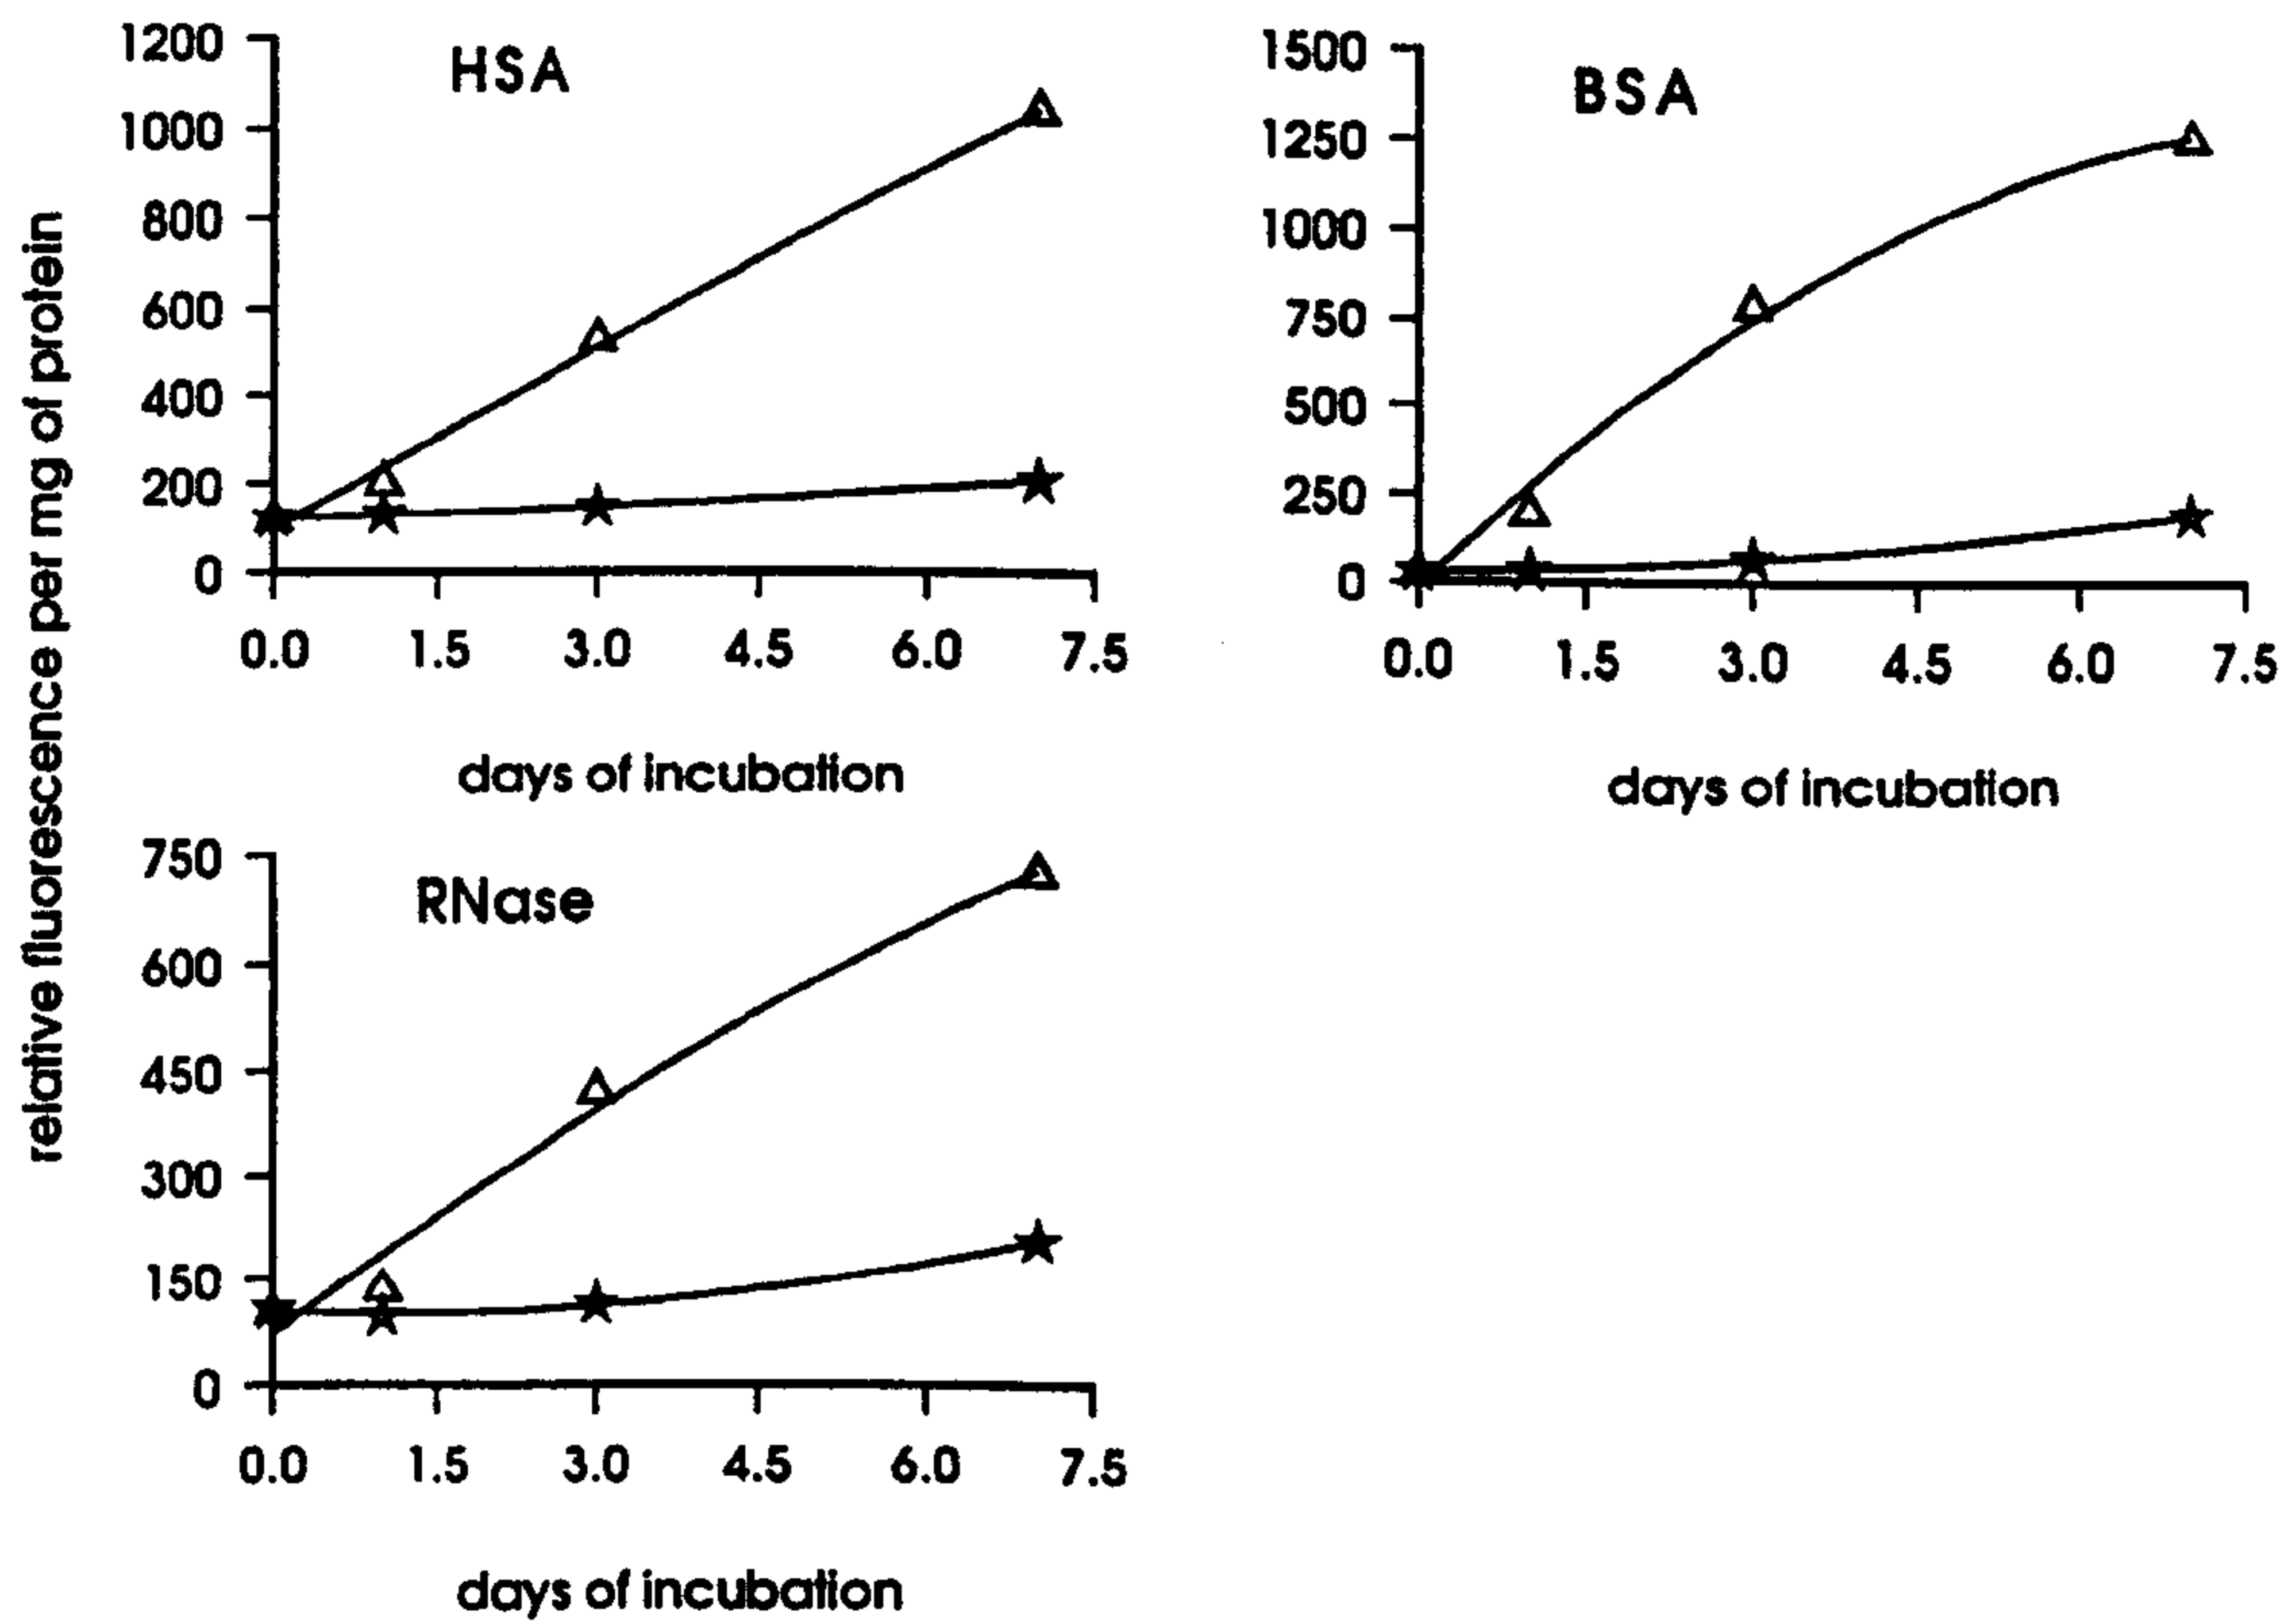 relative fluorescence per mg of protein
HSA
1200
1000
800
600
400
200
0
0.0 1.5 3.0 4.5 6.0 7.5
days of incubation
BSA
1500
1250
1000
750
500
250
0
0.0 1.5 3.0 4.5 6.0 7.5
days of incubation
RNase
750
600
450
300
150
0
0.0 1.5 3.0 4.5 6.0 7.5
days of incubation